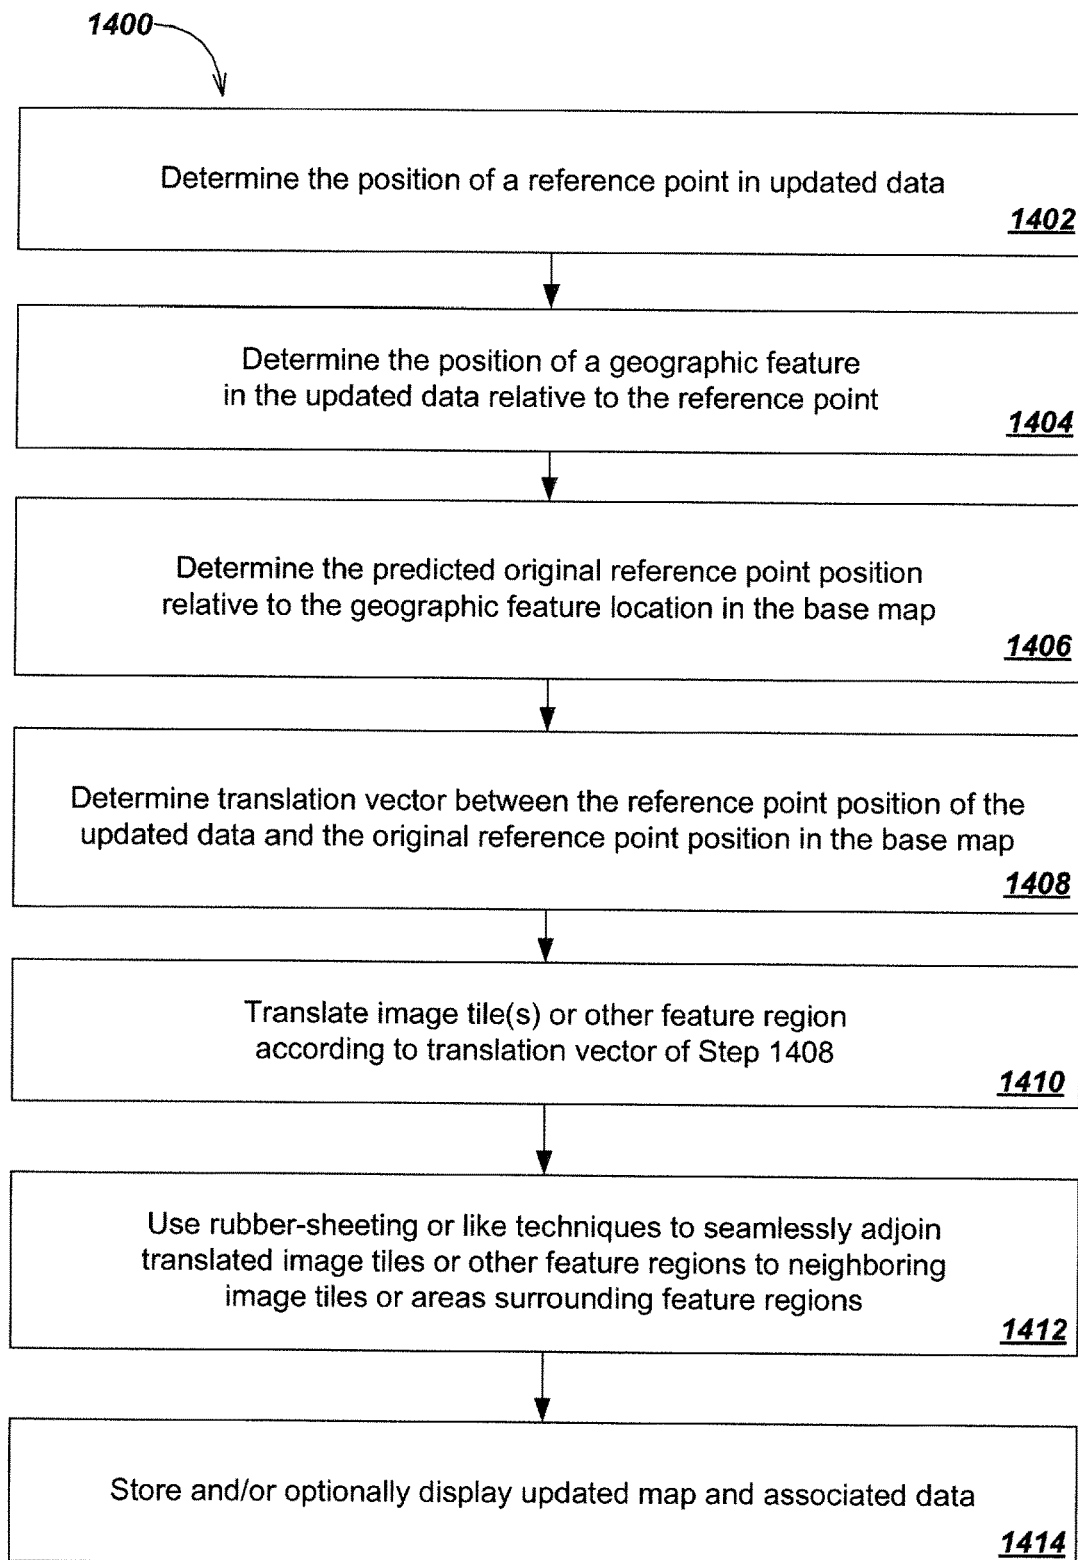 1400
Determine the position of a reference point in updated data
1402
Determine the position of a geographic feature
in the updated data relative to the reference point
1404
Determine the predicted original reference point position
relative to the geographic feature location in the base map
1406
Determine translation vector between the reference point position of the
updated data and the original reference point position in the base map
1408
Translate image tile(s) or other feature region
according to translation vector of Step 1408
1410
Use rubber-sheeting or like techniques to seamlessly adjoin
translated image tiles or other feature regions to neighboring
image tiles or areas surrounding feature regions
1412
Store and/or optionally display updated map and associated data
1414